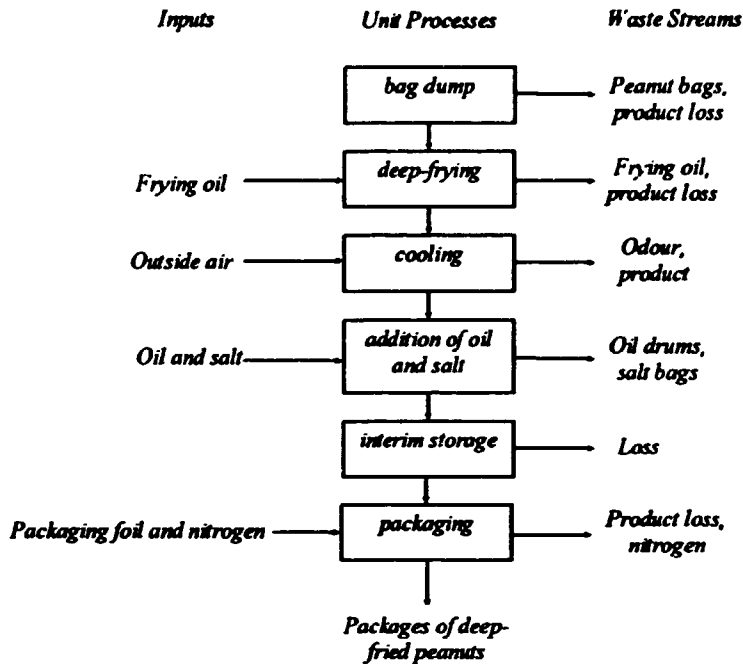 Inputs
Unit Processes
Waste Streams
bag dump
Peanut bags,
product loss
Frying oil
deep-frying
Frying oil,
product loss
Outside air
cooling
Odour,
product
Oil and salt
addition of oil
and salt
Oil drums,
salt bags
interim storage
Loss
Packaging foil and nitrogen
packaging
Product loss,
nitrogen
Packages of deep-
fried peanuts